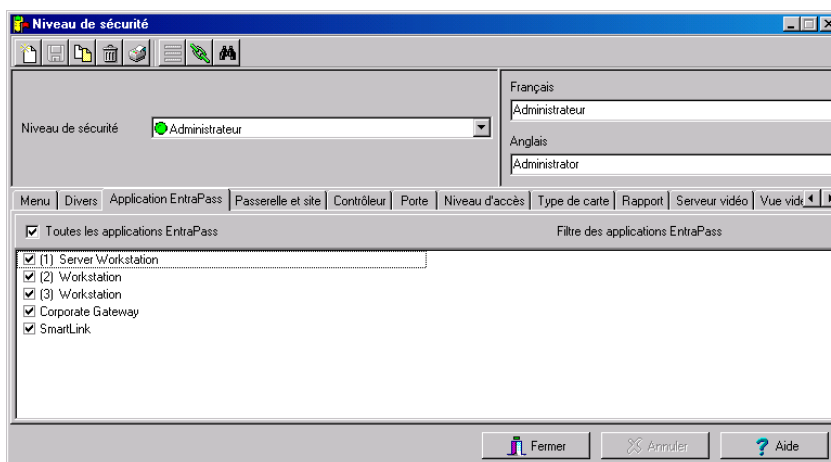 Niveau de sécurité
Français
Administrateur
Niveau de sécurité
Administrateur
Anglais
Administrator
Menu Divers Application EntraPass Passerelle et site Contrôleur Porte Niveau d'accès Type de carte Rapport Serveur vidéo Vue
Toutes les applications EntraPass Filtre des applications EntraPass
(1) Server Workstation
(2) Workstation
(3) Workstation
Corporate Gateway
SmartLink
Fermer Annuler ? Aide